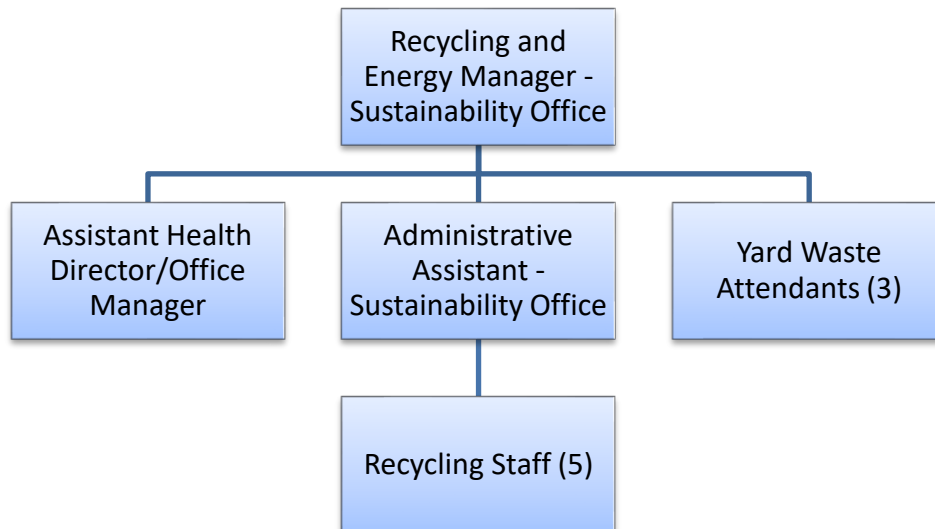 Recycling and
Energy Manager -
Sustainability Office
Assistant Health
Director/Office
Manager
Administrative
Assistant -
Sustainability Office
Yard Waste
Attendants (3)
Recycling Staff (5)